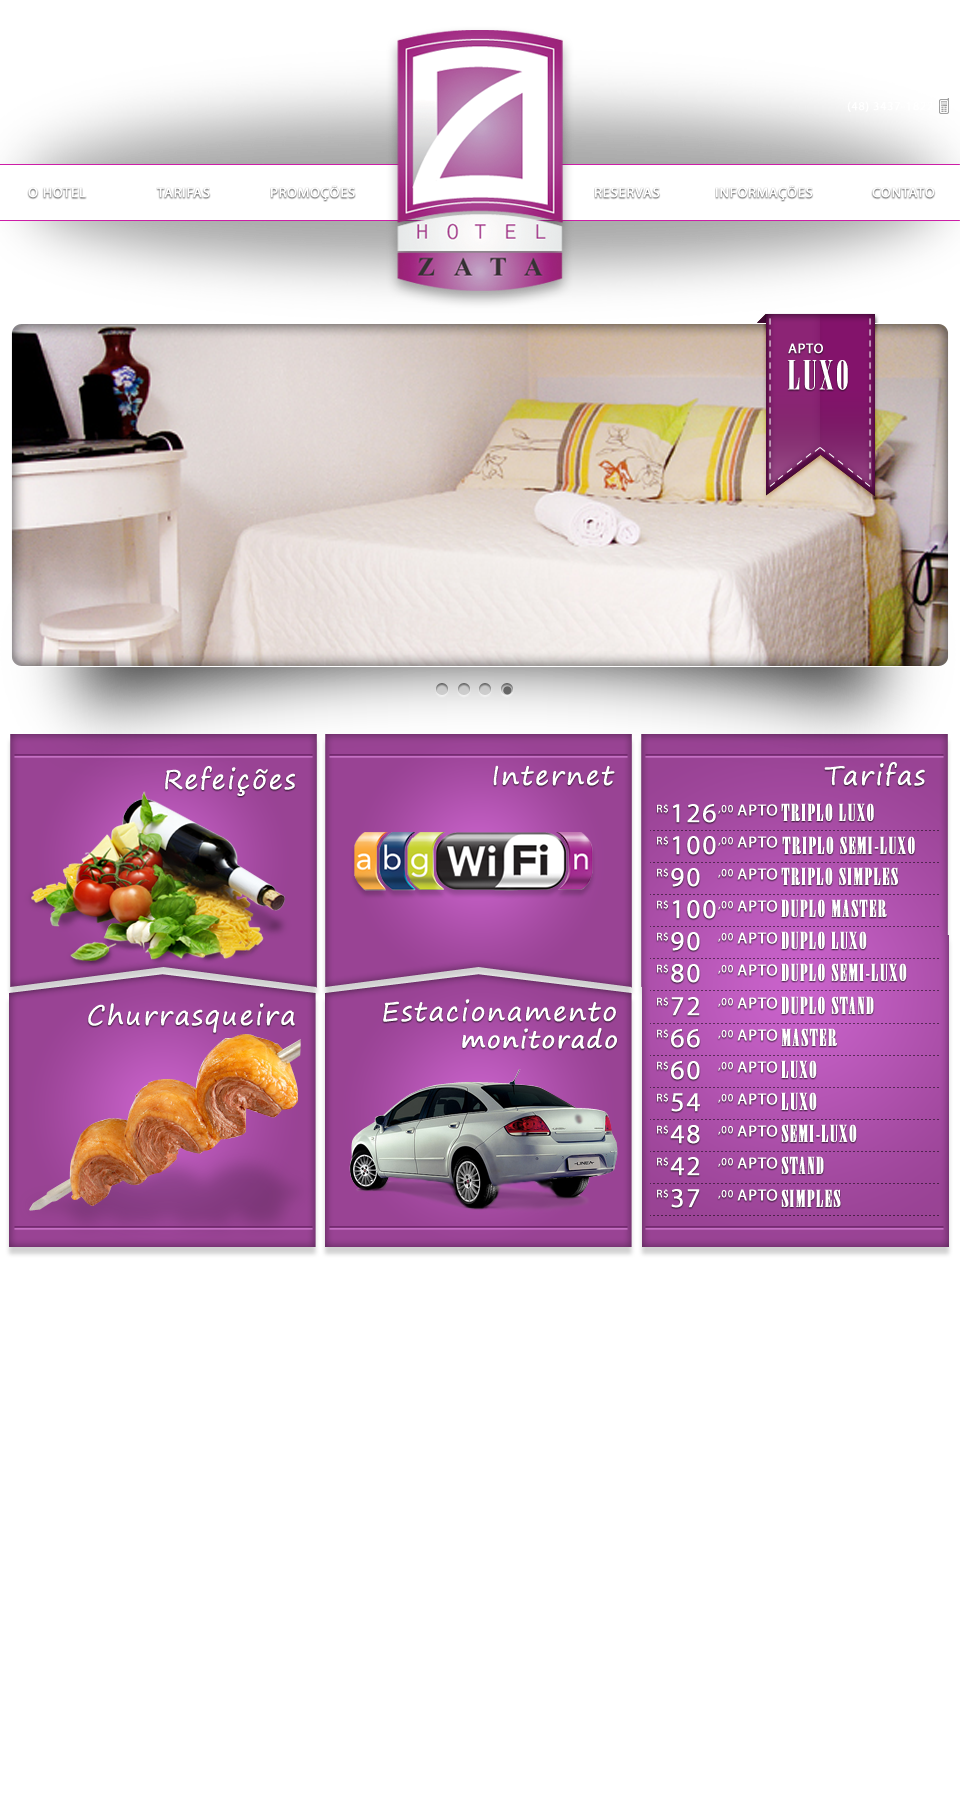 O HOTEL
TARIFAS
PROMOÇÕES
RESERVAS
INFORMAÇÕES
CONTATO
HOTEL
ZATA
APTO
LUXO
Refeições
Internet
a b g Wi Fi n
Churrasqueira
Estacionamento
monitorado
LINEA
Tarifas
R$ 126,00 APTO TRIPLO LUXO
R$ 100,00 APTO TRIPLO SEMI-LUXO
R$ 90 ,00 APTO TRIPLO SIMPLES
R$ 100,00 APTO DUPLO MASTER
R$ 90 ,00 APTO DUPLO LUXO
R$ 80 ,00 APTO DUPLO SEMI-LUXO
R$ 72 ,00 APTO DUPLO STAND
R$ 66 ,00 APTO MASTER
R$ 60 ,00 APTO LUXO
R$ 54 ,00 APTO LUXO
R$ 48 ,00 APTO SEMI-LUXO
R$ 42 ,00 APTO STAND
R$ 37 ,00 APTO SIMPLES